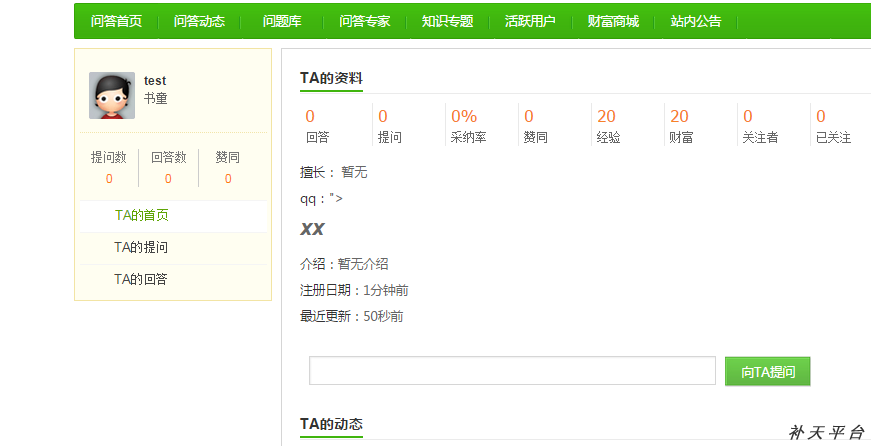 问答首页 问答动态 问题库 问答专家 知识专题 活跃用户 财富商城 站内公告
test
书童
提问数 回答数 赞同
0 0 0
TA的首页
TA的提问
TA的回答
TA的资料
0 0 0% 0 20 20 0 0
回答 提问 采纳率 赞同 经验 财富 关注者 已关注
擅长： 暂无
qq：">
XX
介绍：暂无介绍
注册日期：1分钟前
最近更新：50秒前
向TA提问
TA的动态
补天平台